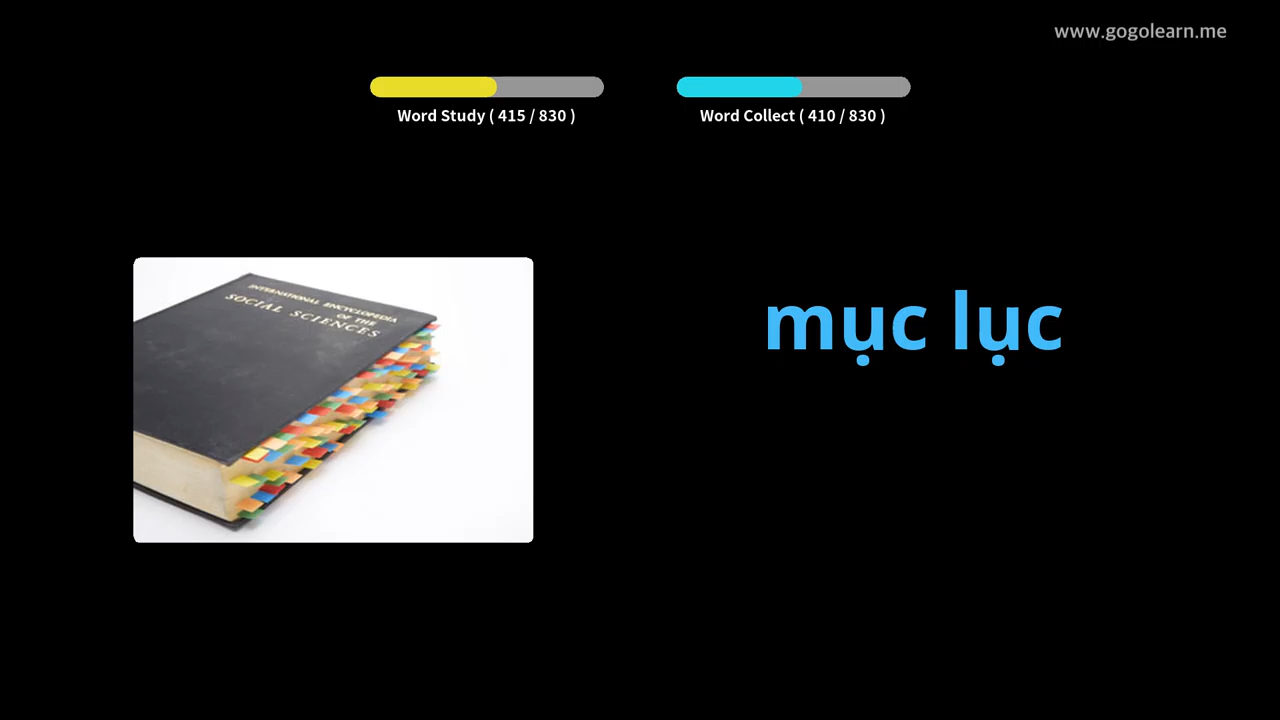 www.gogolearn.me
Word Study ( 415 / 830 )
Word Collect ( 410 / 830 )
INTERNATIONAL ENCYCLOPEDIA
OF THE
SOCIAL SCIENCES
mục lục